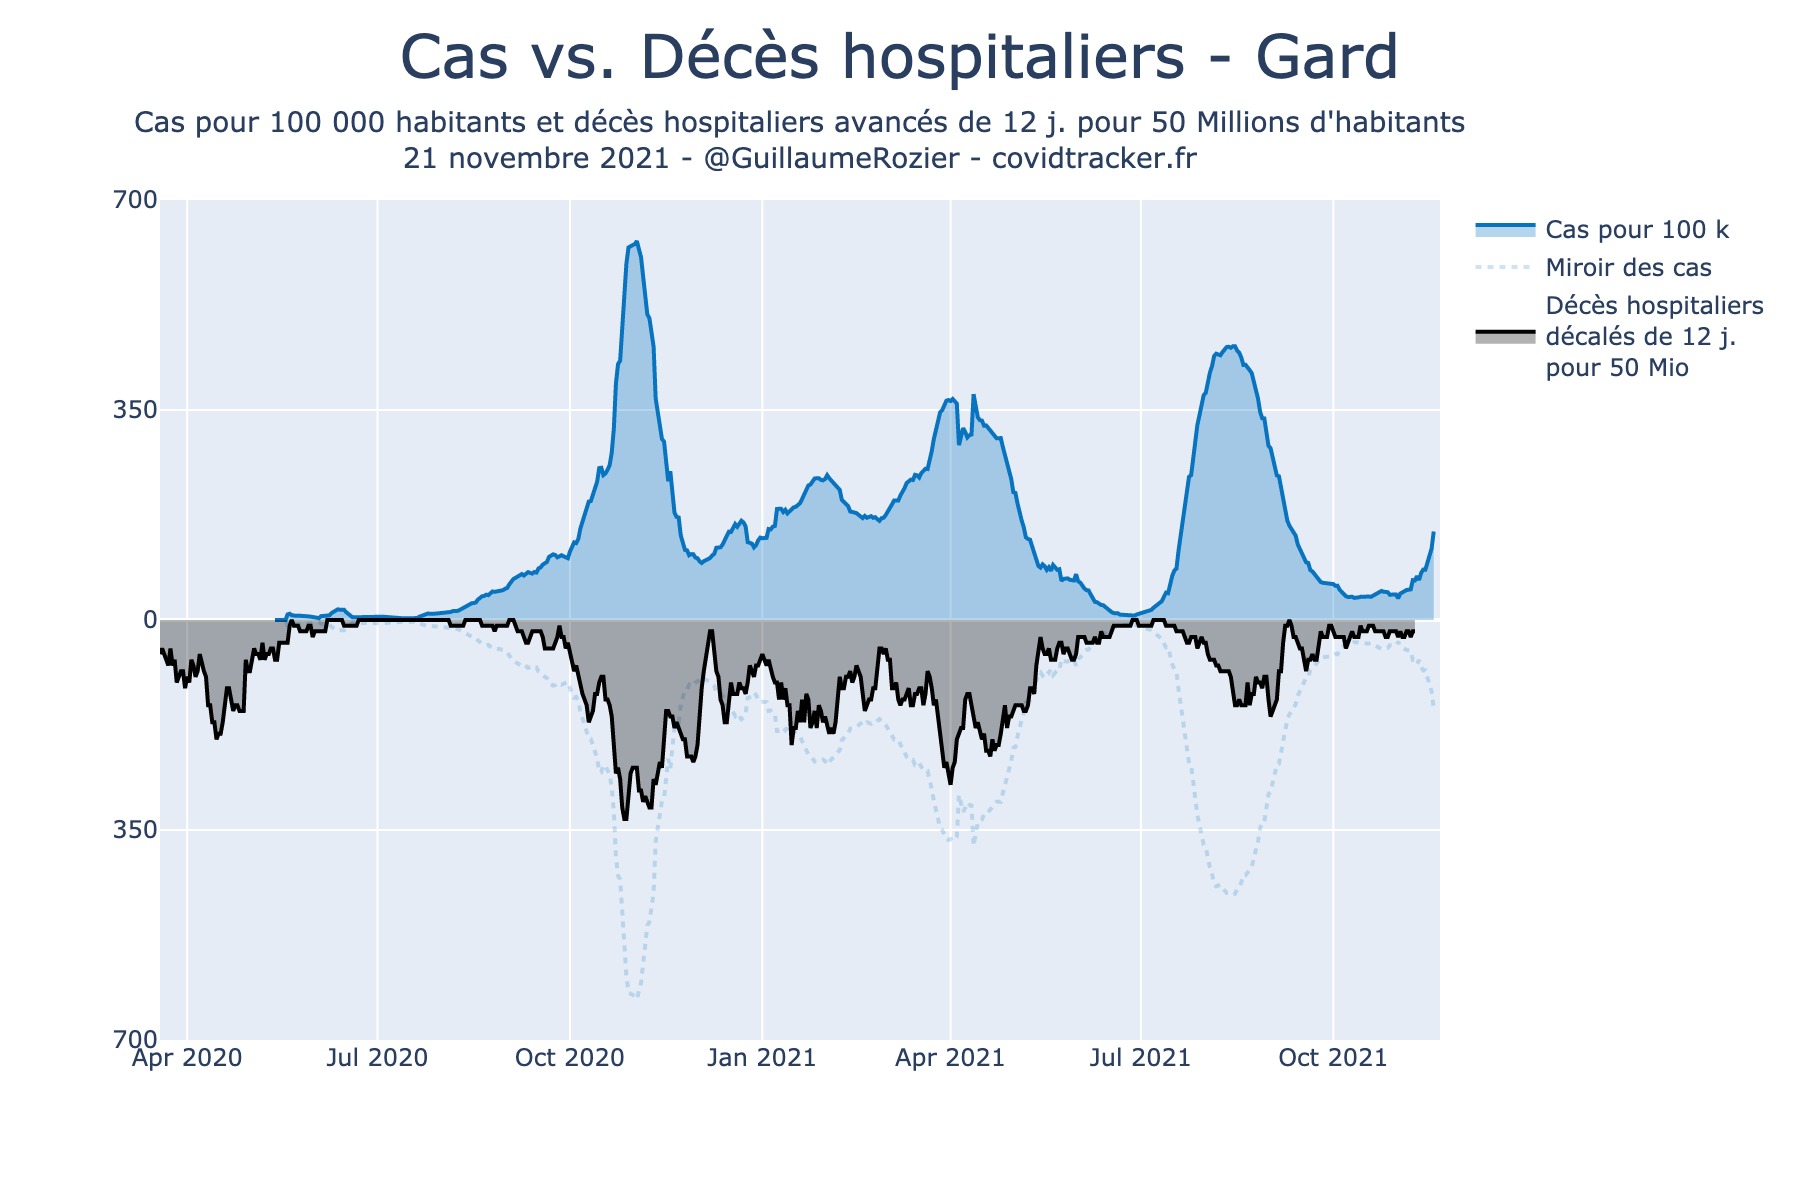 Cas vs. Décès hospitaliers - Gard
Cas pour 100 000 habitants et décès hospitaliers avancés de 12 j. pour 50 Millions d'habitants
21 novembre 2021 - @GuillaumeRozier - covidtracker.fr
700
350
0
350
700
Apr 2020
Jul 2020
Oct 2020
Jan 2021
Apr 2021
Jul 2021
Oct 2021
Cas pour 100 k
Miroir des cas
Décès hospitaliers
décalés de 12 j.
pour 50 Mio